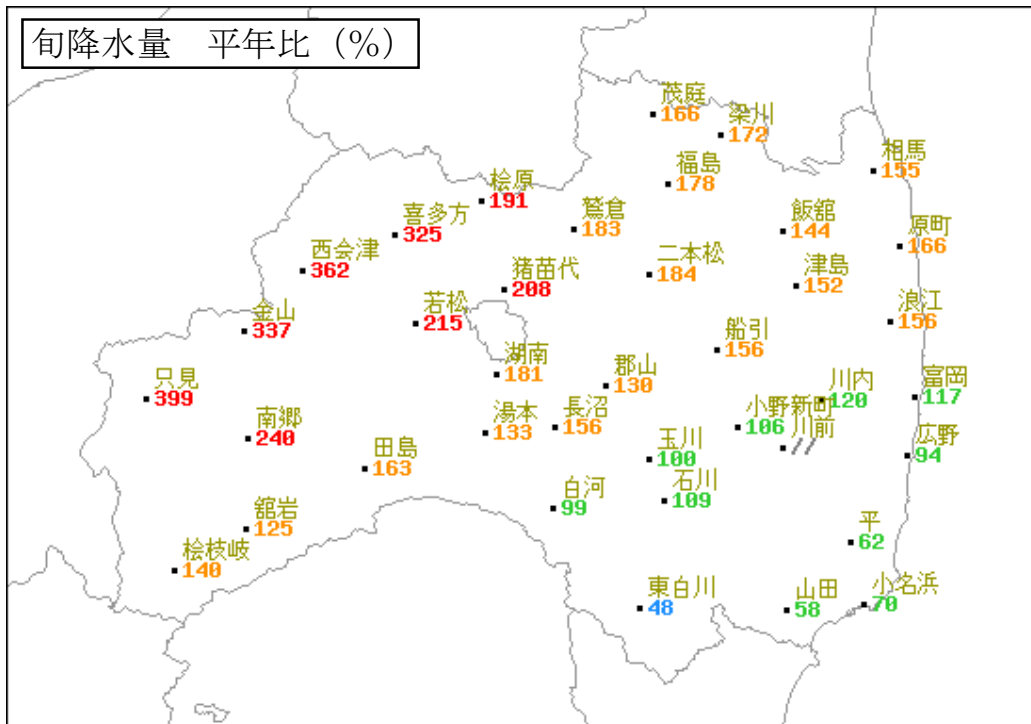 旬降水量　平年比（％）
茂庭
166
梁川
172
相馬
155
福島
178
桧原
191
鷲倉
183
喜多方
325
飯舘
144
原町
166
西会津
362
二本松
184
猪苗代
208
津島
152
金山
337
若松
215
浪江
156
船引
156
湖南
181
郡山
130
只見
399
川内
120
富岡
117
南郷
240
湯本
133
長沼
156
小野新町
106
川前
//
田島
163
玉川
100
広野
94
白河
99
石川
109
舘岩
125
平
62
桧枝岐
140
東白川
48
山田
58
小名浜
70